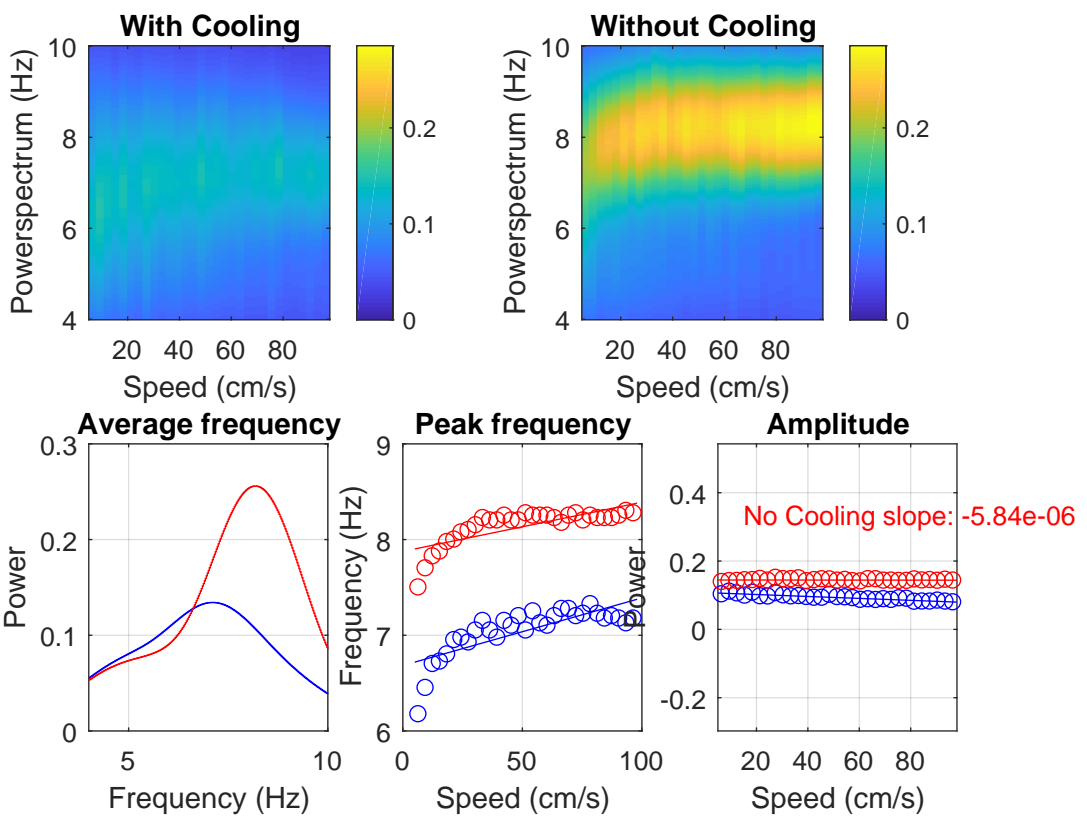 With Cooling
Powerspectrum (Hz)
10
8
6
4
20 40 60 80
Speed (cm/s)
0.2
0.1
0
Without Cooling
Powerspectrum (Hz)
10
8
6
4
20 40 60 80
Speed (cm/s)
0.2
0.1
0
Average frequency
Power
0.3
0.2
0.1
0
5 10
Frequency (Hz)
Peak frequency
Frequency (Hz)
9
8
7
6
0 50 100
Speed (cm/s)
Amplitude
Power
0.4
0.2
0
-0.2
No Cooling slope: -5.84e-06
20 40 60 80
Speed (cm/s)